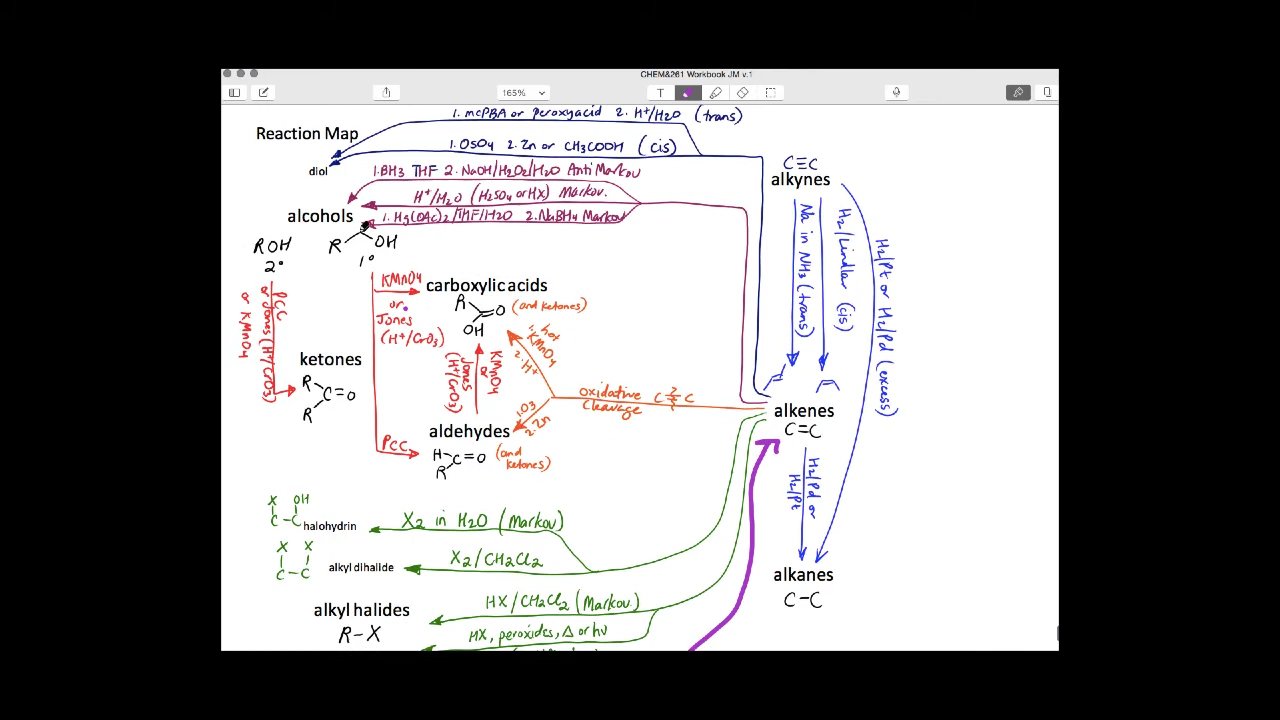 CHEM&261 Workbook JM v.1
165%
T
1. mcPBA or peroxyacid 2. H+/H2O (trans)
Reaction Map
1. OsO4 2. Zn or CH3COOH (cis)
diol
1. BH3 THF 2. NaOH/H2O2/H2O Anti Markov
H+/H2O (H2SO4 or HX) Markov.
1. Hg(OAc)2/THF/H2O 2. NaBH4 Markov
alcohols
ROH
2°
R OH
1°
PCC
or Jones (H+/CrO3)
or KMnO4
KMnO4
or
Jones
(H+/CrO3)
carboxylic acids
R =O
OH
(and ketones)
ketones
R
C=O
R
1. hot KMnO4
2. H+
KMnO4
or
Jones
(H+/CrO3)
oxidative
cleavage
C=C
1. O3
2. Zn
aldehydes
PCC
H-C=O
R
(and
ketones)
C≡C
alkynes
Na in NH3 (trans)
H2/Lindlar (cis)
H2/Pt or H2/Pd (excess)
alkenes
C=C
H2/Pd or
H2/Pt
alkanes
C-C
X OH
C-C
halohydrin
X2 in H2O (Markov)
X X
C-C
alkyl dihalide
X2/CH2Cl2
alkyl halides
R-X
HX/CH2Cl2 (Markov.)
HX, peroxides, Δ or hν